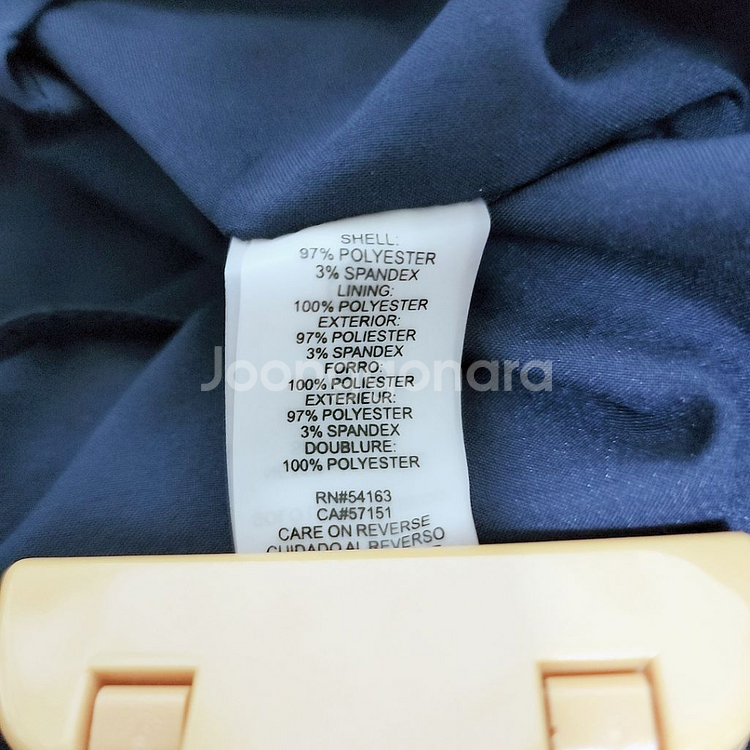 SHELL:
97% POLYESTER
3% SPANDEX
LINING:
100% POLYESTER
EXTERIOR:
97% POLIESTER
3% SPANDEX
FORRO:
100% POLIESTER
EXTERIEUR:
97% POLYESTER
3% SPANDEX
DOUBLURE:
100% POLYESTER
RN#54163
CA#57151
CARE ON REVERSE
CUIDADO AL REVERSO
Joonggonara